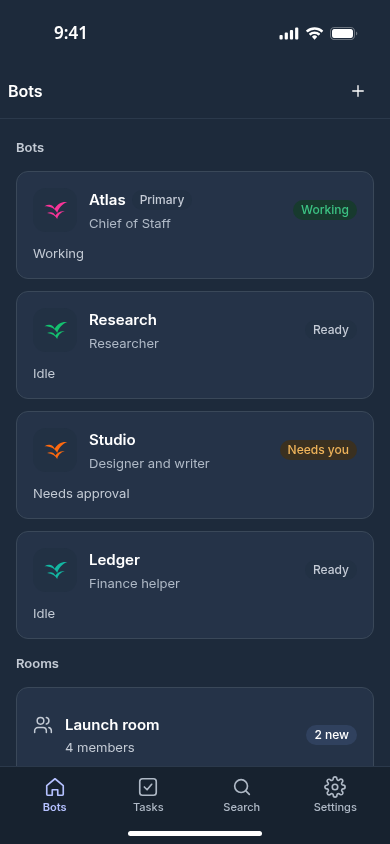 9:41
Bots
Bots
Atlas Primary
Chief of Staff
Working
Working
Research
Researcher
Ready
Idle
Studio
Designer and writer
Needs you
Needs approval
Ledger
Finance helper
Ready
Idle
Rooms
Launch room
4 members
2 new
Bots Tasks Search Settings